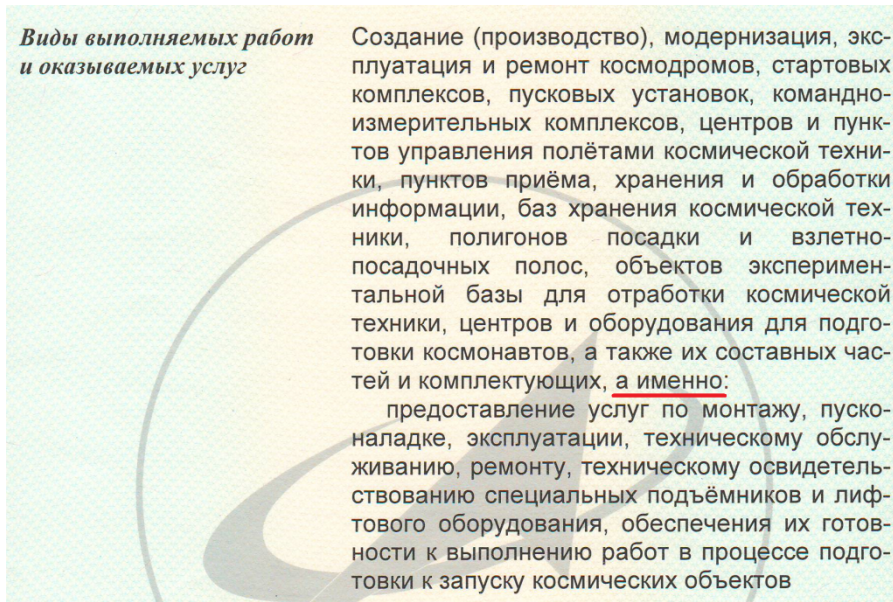 Виды выполняемых работ
и оказываемых услуг
Создание (производство), модернизация, экс-
плуатация и ремонт космодромов, стартовых
комплексов, пусковых установок, командно-
измерительных комплексов, центров и пунк-
тов управления полётами космической техни-
ки, пунктов приёма, хранения и обработки
информации, баз хранения космической тех-
ники, полигонов посадки и взлетно-
посадочных полос, объектов эксперимен-
тальной базы для отработки космической
техники, центров и оборудования для подго-
товки космонавтов, а также их составных час-
тей и комплектующих, а именно:
предоставление услуг по монтажу, пуско-
наладке, эксплуатации, техническому обслу-
живанию, ремонту, техническому освидетель-
ствованию специальных подъёмников и лиф-
тового оборудования, обеспечения их готов-
ности к выполнению работ в процессе подго-
товки к запуску космических объектов